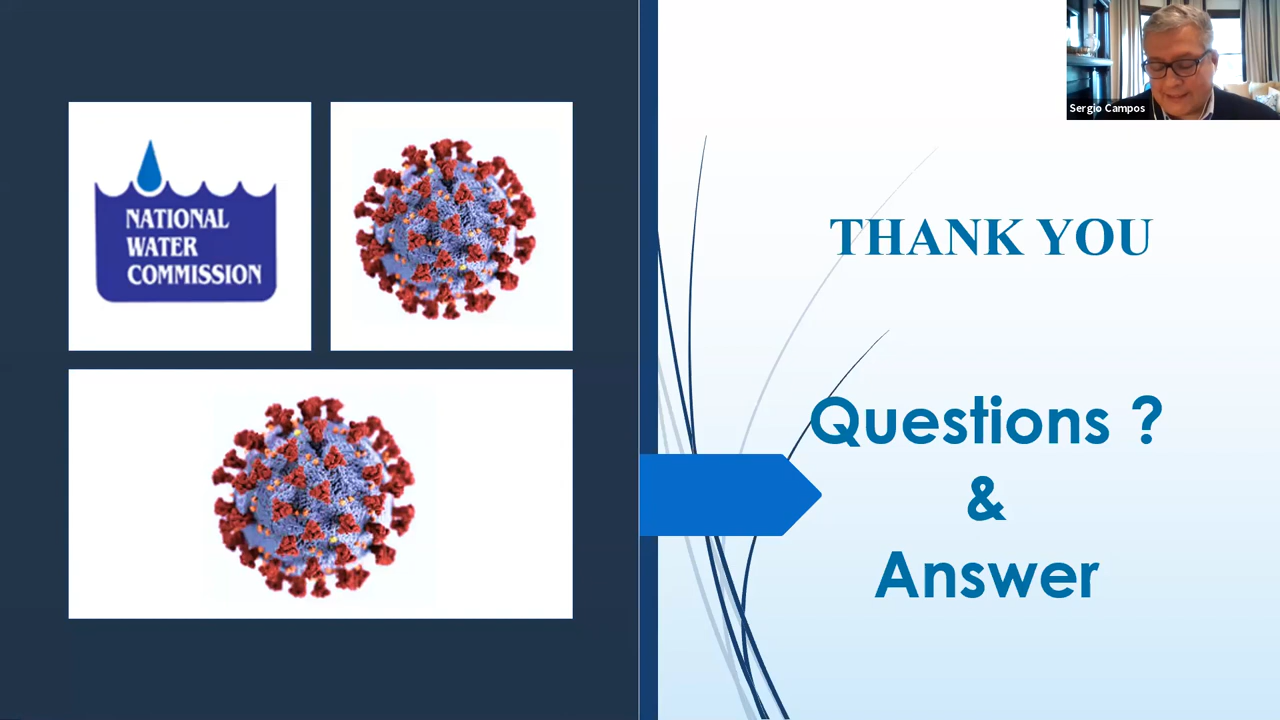 NATIONAL
WATER
COMMISSION
Sergio Campos
THANK YOU
Questions ?
&
Answer